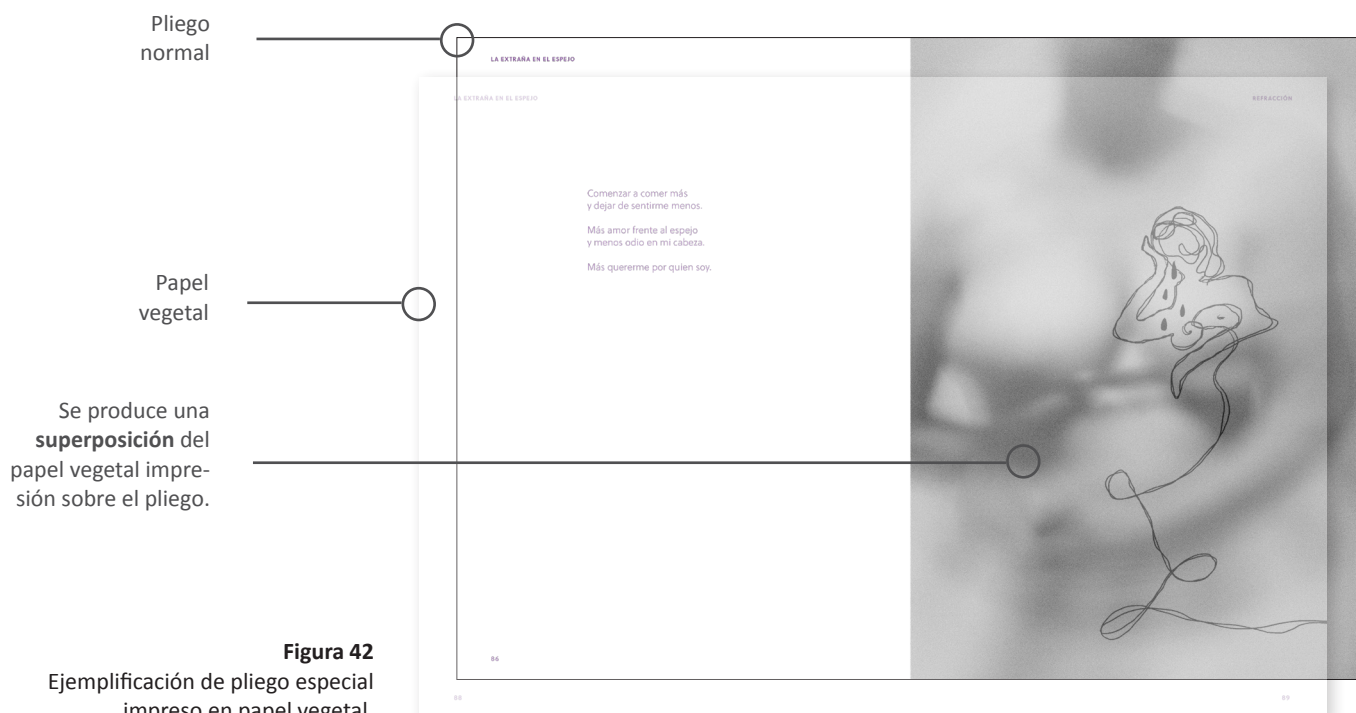 Pliego
normal
LA EXTRAÑA EN EL ESPEJO
LA EXTRAÑA EN EL ESPEJO
REFRACCIÓN
Comenzar a comer más
y dejar de sentirme menos.
Más amor frente al espejo
y menos odio en mi cabeza.
Más quererme por quien soy.
Papel
vegetal
Se produce una
superposición del
papel vegetal impre-
sión sobre el pliego.
Figura 42
Ejemplificación de pliego especial
impreso en papel vegetal.
86
88
89